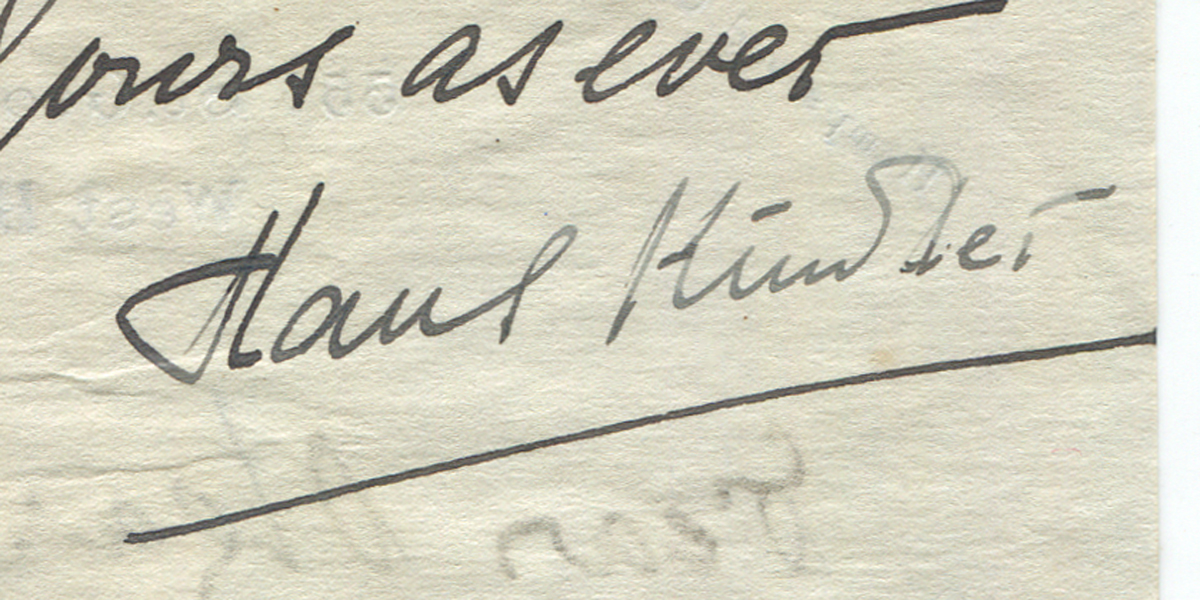 Yours as ever
Hans Kindler